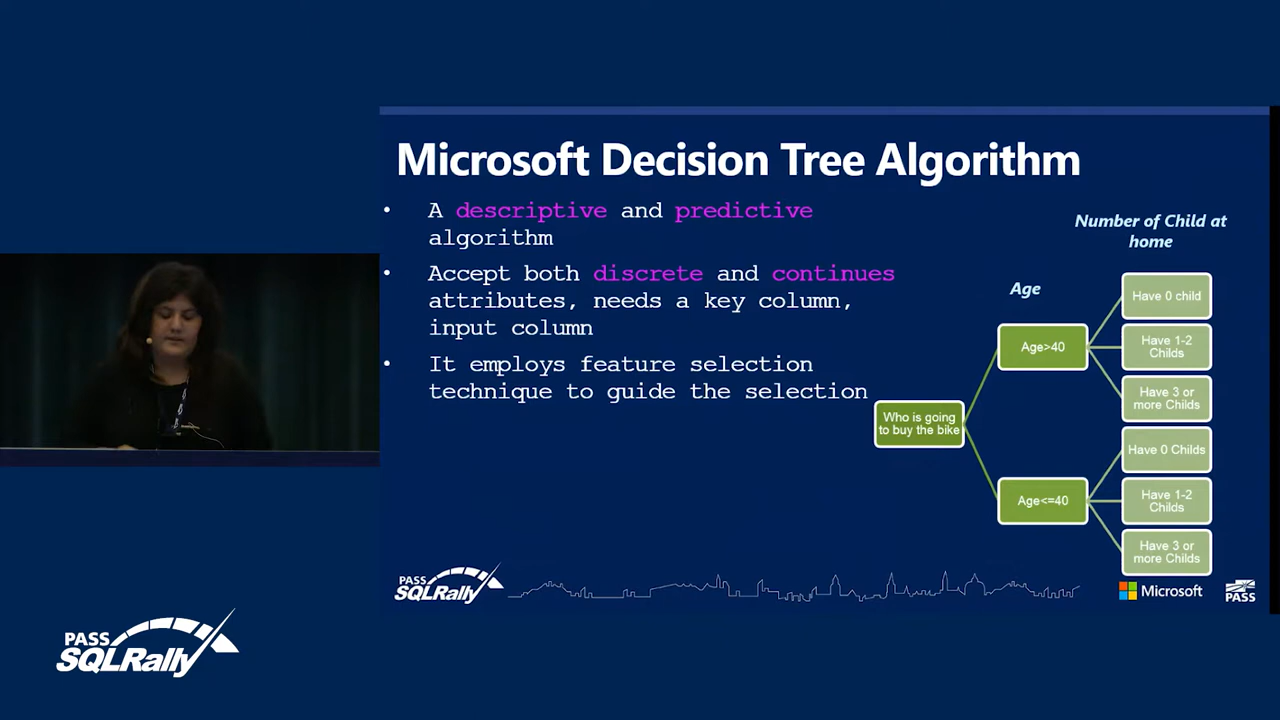 Microsoft Decision Tree Algorithm
• A descriptive and predictive
algorithm
• Accept both discrete and continues
attributes, needs a key column,
input column
• It employs feature selection
technique to guide the selection
Number of Child at
home
Age
Who is going
to buy the bike
Age>40
Have 0 child
Have 1-2
Childs
Have 3 or
more Childs
Age<=40
Have 0 Childs
Have 1-2
Childs
Have 3 or
more Childs
PASS
SQLRally
Microsoft
PASS
PASS
SQLRally